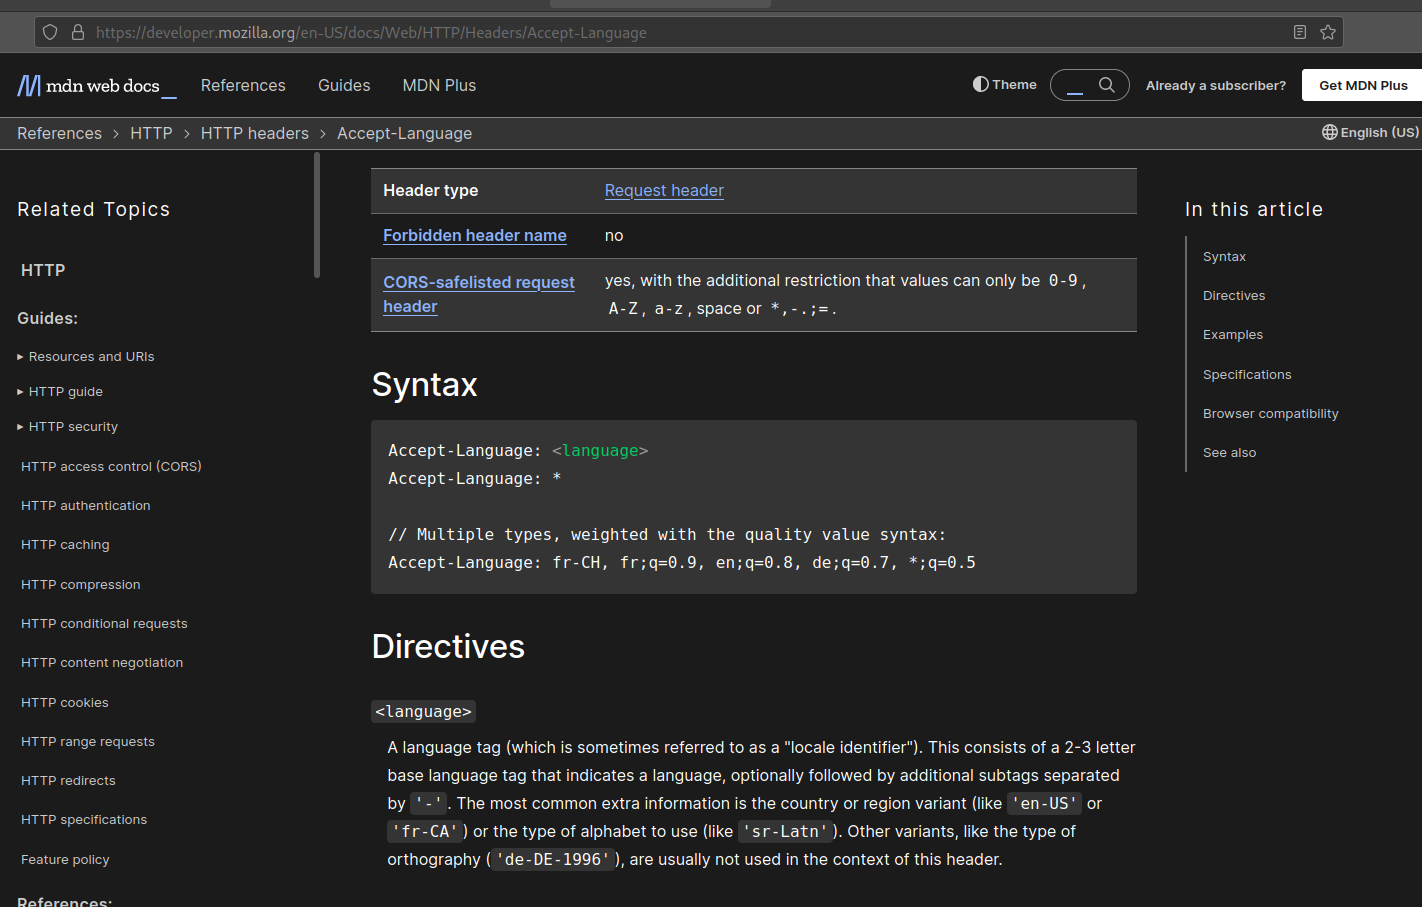 https://developer.mozilla.org/en-US/docs/Web/HTTP/Headers/Accept-Language
mdn web docs_
References
Guides
MDN Plus
Theme
Already a subscriber?
Get MDN Plus
References > HTTP > HTTP headers > Accept-Language
English (US)
Related Topics
HTTP
Guides:
▸ Resources and URIs
▸ HTTP guide
▸ HTTP security
HTTP access control (CORS)
HTTP authentication
HTTP caching
HTTP compression
HTTP conditional requests
HTTP content negotiation
HTTP cookies
HTTP range requests
HTTP redirects
HTTP specifications
Feature policy
References:
Header type Request header
Forbidden header name no
CORS-safelisted request
header
yes, with the additional restriction that values can only be 0-9,
A-Z, a-z, space or *,-.;=.
Syntax
Accept-Language: <language>
Accept-Language: *
// Multiple types, weighted with the quality value syntax:
Accept-Language: fr-CH, fr;q=0.9, en;q=0.8, de;q=0.7, *;q=0.5
Directives
<language>
A language tag (which is sometimes referred to as a "locale identifier"). This consists of a 2-3 letter
base language tag that indicates a language, optionally followed by additional subtags separated
by '-'. The most common extra information is the country or region variant (like 'en-US' or
'fr-CA') or the type of alphabet to use (like 'sr-Latn'). Other variants, like the type of
orthography ('de-DE-1996'), are usually not used in the context of this header.
In this article
Syntax
Directives
Examples
Specifications
Browser compatibility
See also